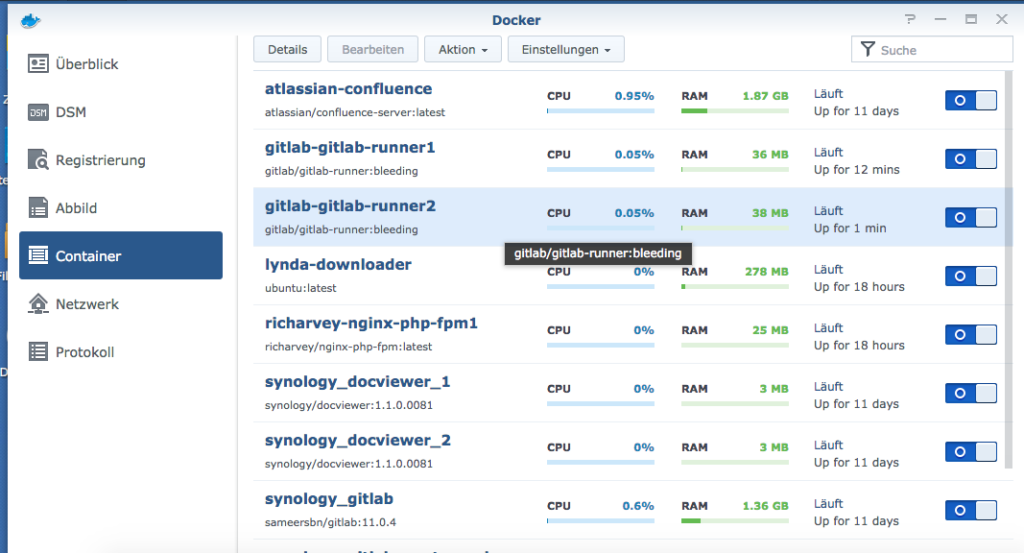 Docker
Überblick
DSM
DSM
Registrierung
Abbild
Container
Netzwerk
Protokoll
Details
Bearbeiten
Aktion
Einstellungen
Suche
atlassian-confluence
atlassian/confluence-server:latest
CPU 0.95%
RAM 1.87 GB
Läuft
Up for 11 days
gitlab-gitlab-runner1
gitlab/gitlab-runner:bleeding
CPU 0.05%
RAM 36 MB
Läuft
Up for 12 mins
gitlab-gitlab-runner2
gitlab/gitlab-runner:bleeding
CPU 0.05%
RAM 38 MB
Läuft
Up for 1 min
gitlab/gitlab-runner:bleeding
lynda-downloader
ubuntu:latest
CPU 0%
RAM 278 MB
Läuft
Up for 18 hours
richarvey-nginx-php-fpm1
richarvey/nginx-php-fpm:latest
CPU 0%
RAM 25 MB
Läuft
Up for 18 hours
synology_docviewer_1
synology/docviewer:1.1.0.0081
CPU 0%
RAM 3 MB
Läuft
Up for 11 days
synology_docviewer_2
synology/docviewer:1.1.0.0081
CPU 0%
RAM 3 MB
Läuft
Up for 11 days
synology_gitlab
sameersbn/gitlab:11.0.4
CPU 0.6%
RAM 1.36 GB
Läuft
Up for 11 days